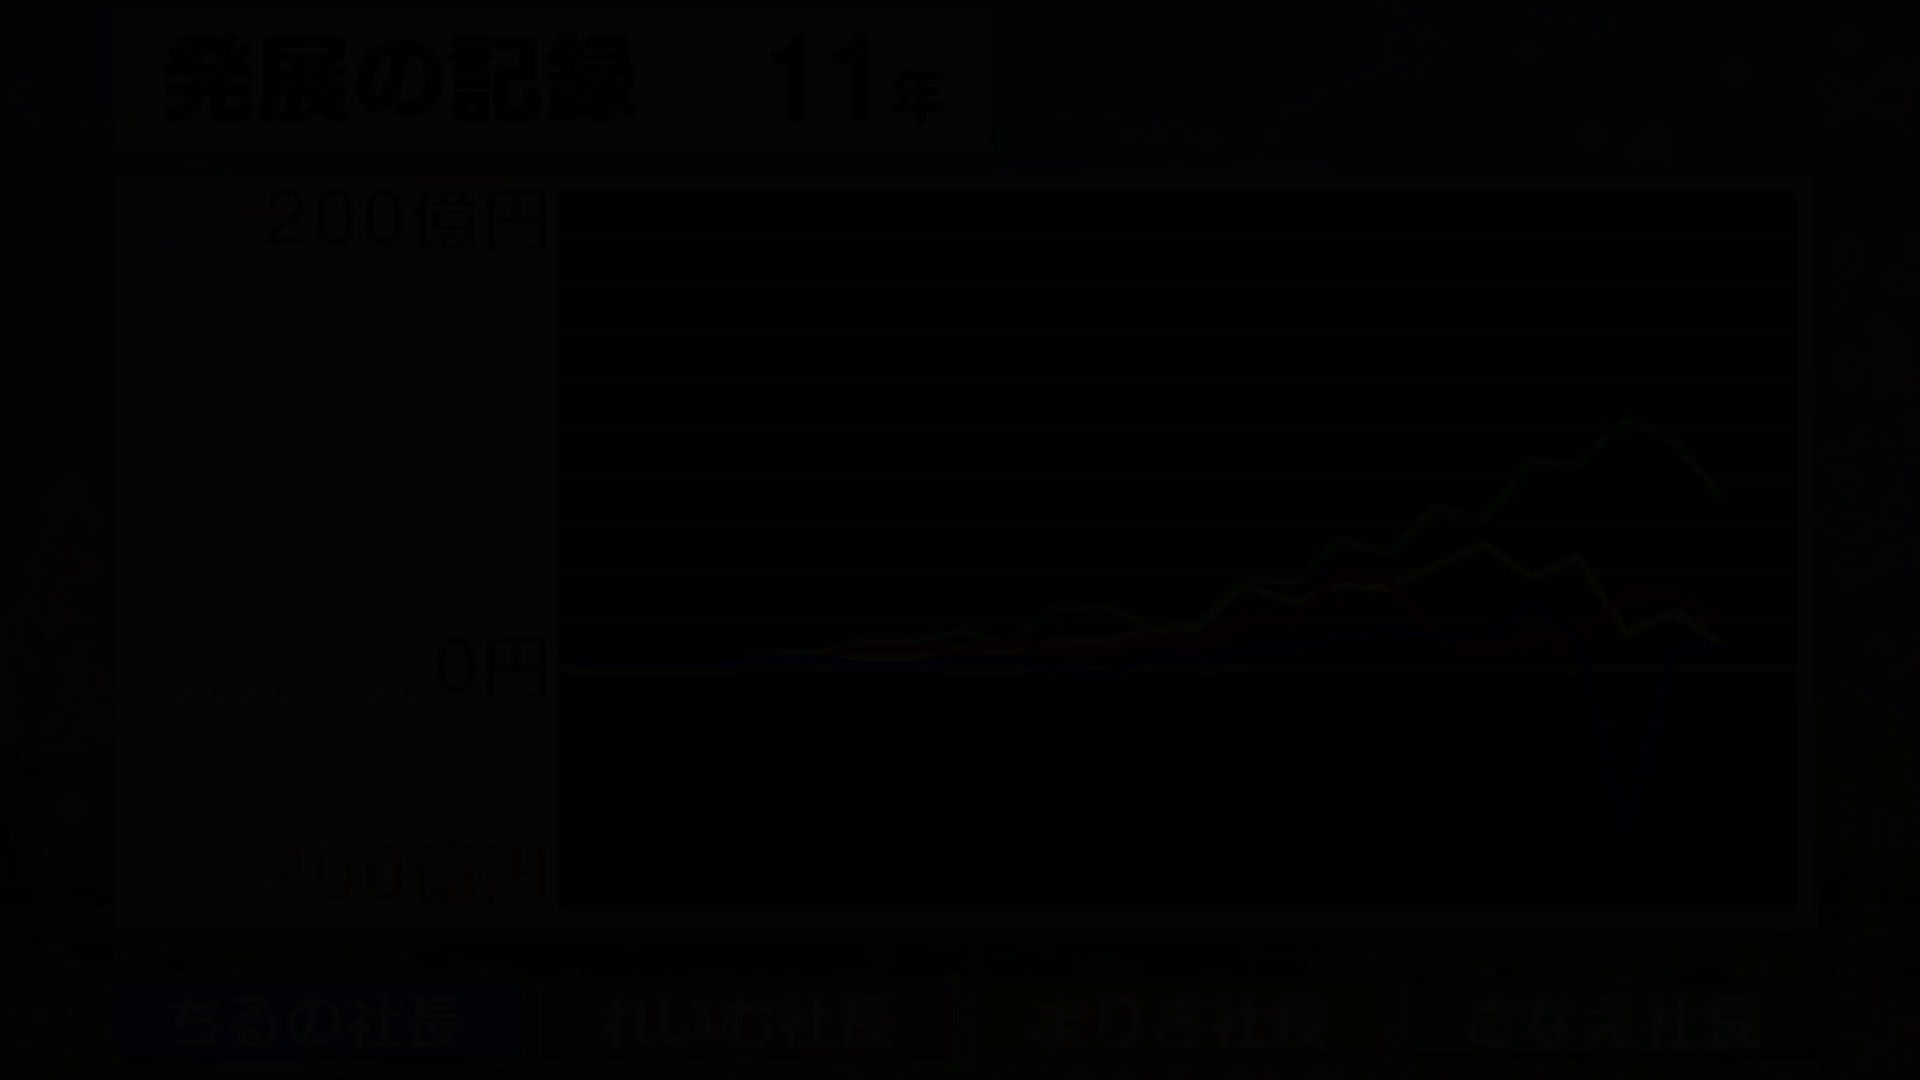 発展の記録 11年
200億円
0円
-200億円
ちるの社長 れいむ社長 まりさ社長 さなえ社長